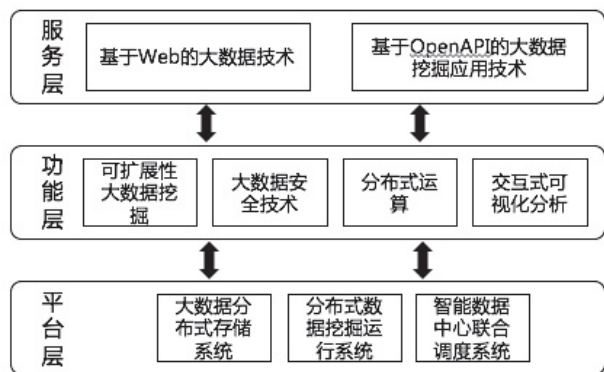 服
务
层
基于Web的大数据技术
基于OpenAPI的大数据
挖掘应用技术
功
能
层
可扩展性
大数据挖
掘
大数据安
全技术
分布式运
算
交互式可
视化分析
平
台
层
大数据分
布式存储
系统
分布式数
据挖掘运
行系统
智能数据
中心联合
调度系统